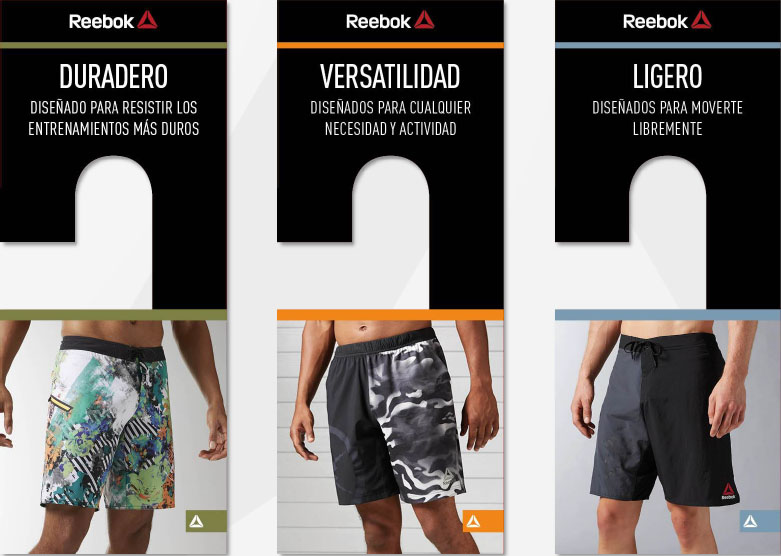 Reebok
DURADERO
DISEÑADO PARA RESISTIR LOS
ENTRENAMIENTOS MÁS DUROS
Reebok
VERSATILIDAD
DISEÑADOS PARA CUALQUIER
NECESIDAD Y ACTIVIDAD
Reebok
LIGERO
DISEÑADOS PARA MOVERTE
LIBREMENTE